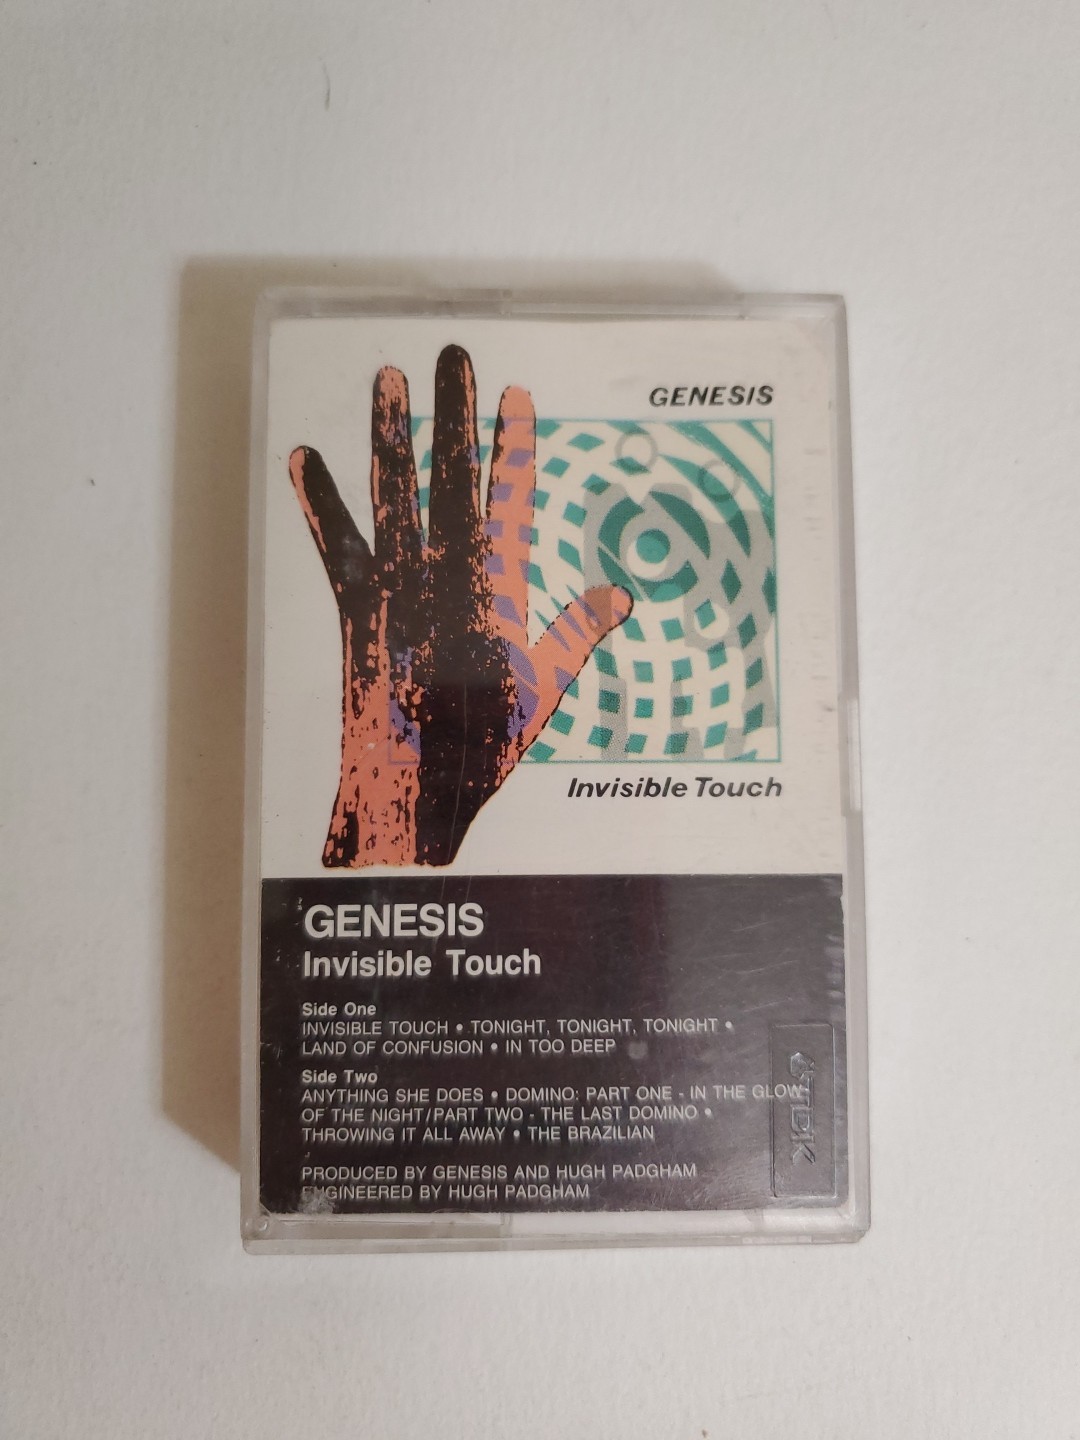 GENESIS
Invisible Touch
GENESIS
Invisible Touch
Side One
INVISIBLE TOUCH • TONIGHT, TONIGHT, TONIGHT •
LAND OF CONFUSION • IN TOO DEEP
Side Two
ANYTHING SHE DOES • DOMINO: PART ONE - IN THE GLOW
OF THE NIGHT/PART TWO - THE LAST DOMINO •
THROWING IT ALL AWAY • THE BRAZILIAN
PRODUCED BY GENESIS AND HUGH PADGHAM
ENGINEERED BY HUGH PADGHAM
TDK